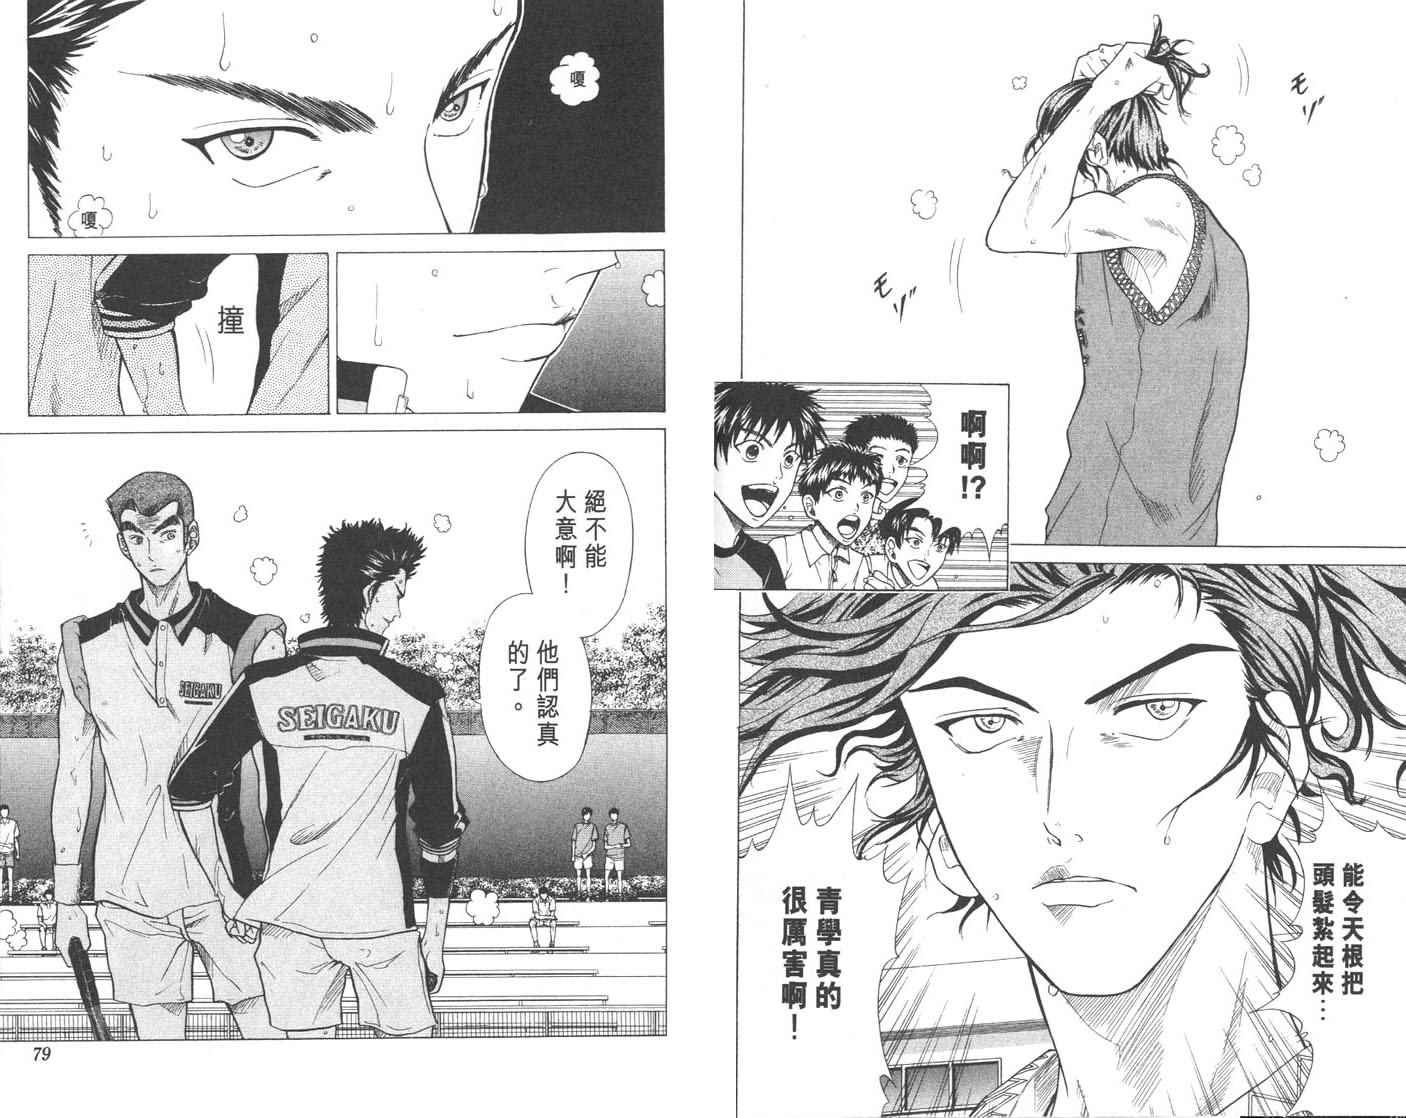 モゾ
モゾ
啊
啊
!?
能令天根把
頭髮紮起來…
青學真的
很厲害啊！
嗄
嗄
撞
絕不能
大意啊！
他們認真
的了。
SEIGAKU
SEIGAKU
79